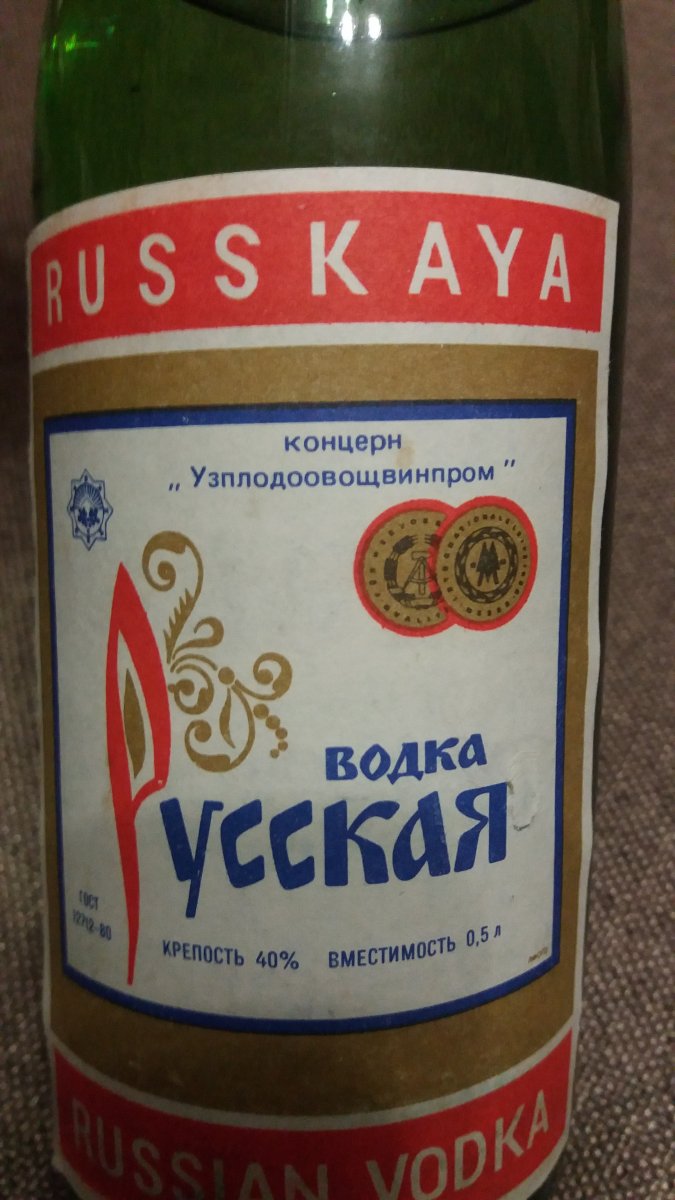 RUSSKAYA
концерн
„Узплодоовощвинпром"
водка
Русская
ГОСТ
12712-80
КРЕПОСТЬ 40% ВМЕСТИМОСТЬ 0,5 л
RUSSIAN VODKA